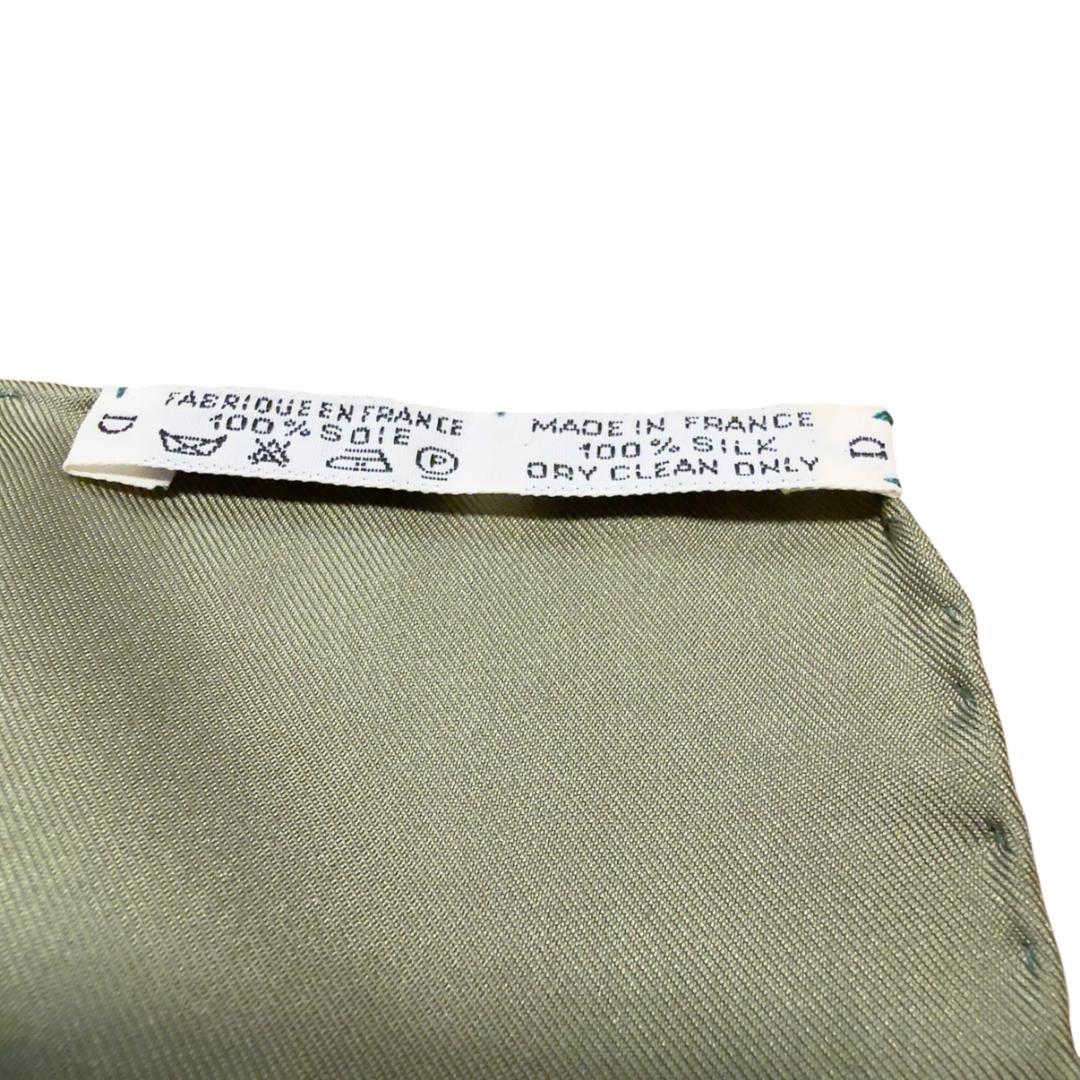 D
FABRIQUE EN FRANCE
100% SOIE
P
MADE IN FRANCE
100% SILK
DRY CLEAN ONLY
D